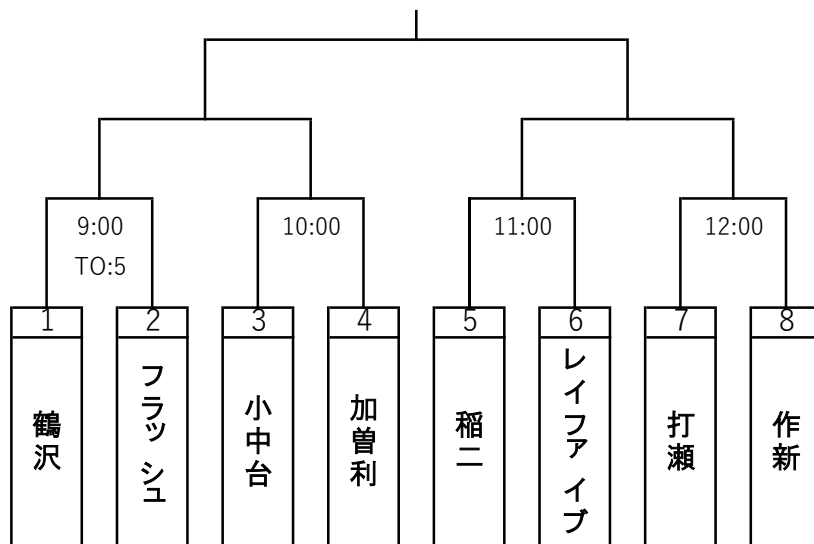 9:00
10:00
11:00
12:00
TO:5
1
2
3
4
5
6
7
8
鶴沢
フラッシュ
小中台
加曽利
稲二
レイファイブ
打瀬
作新